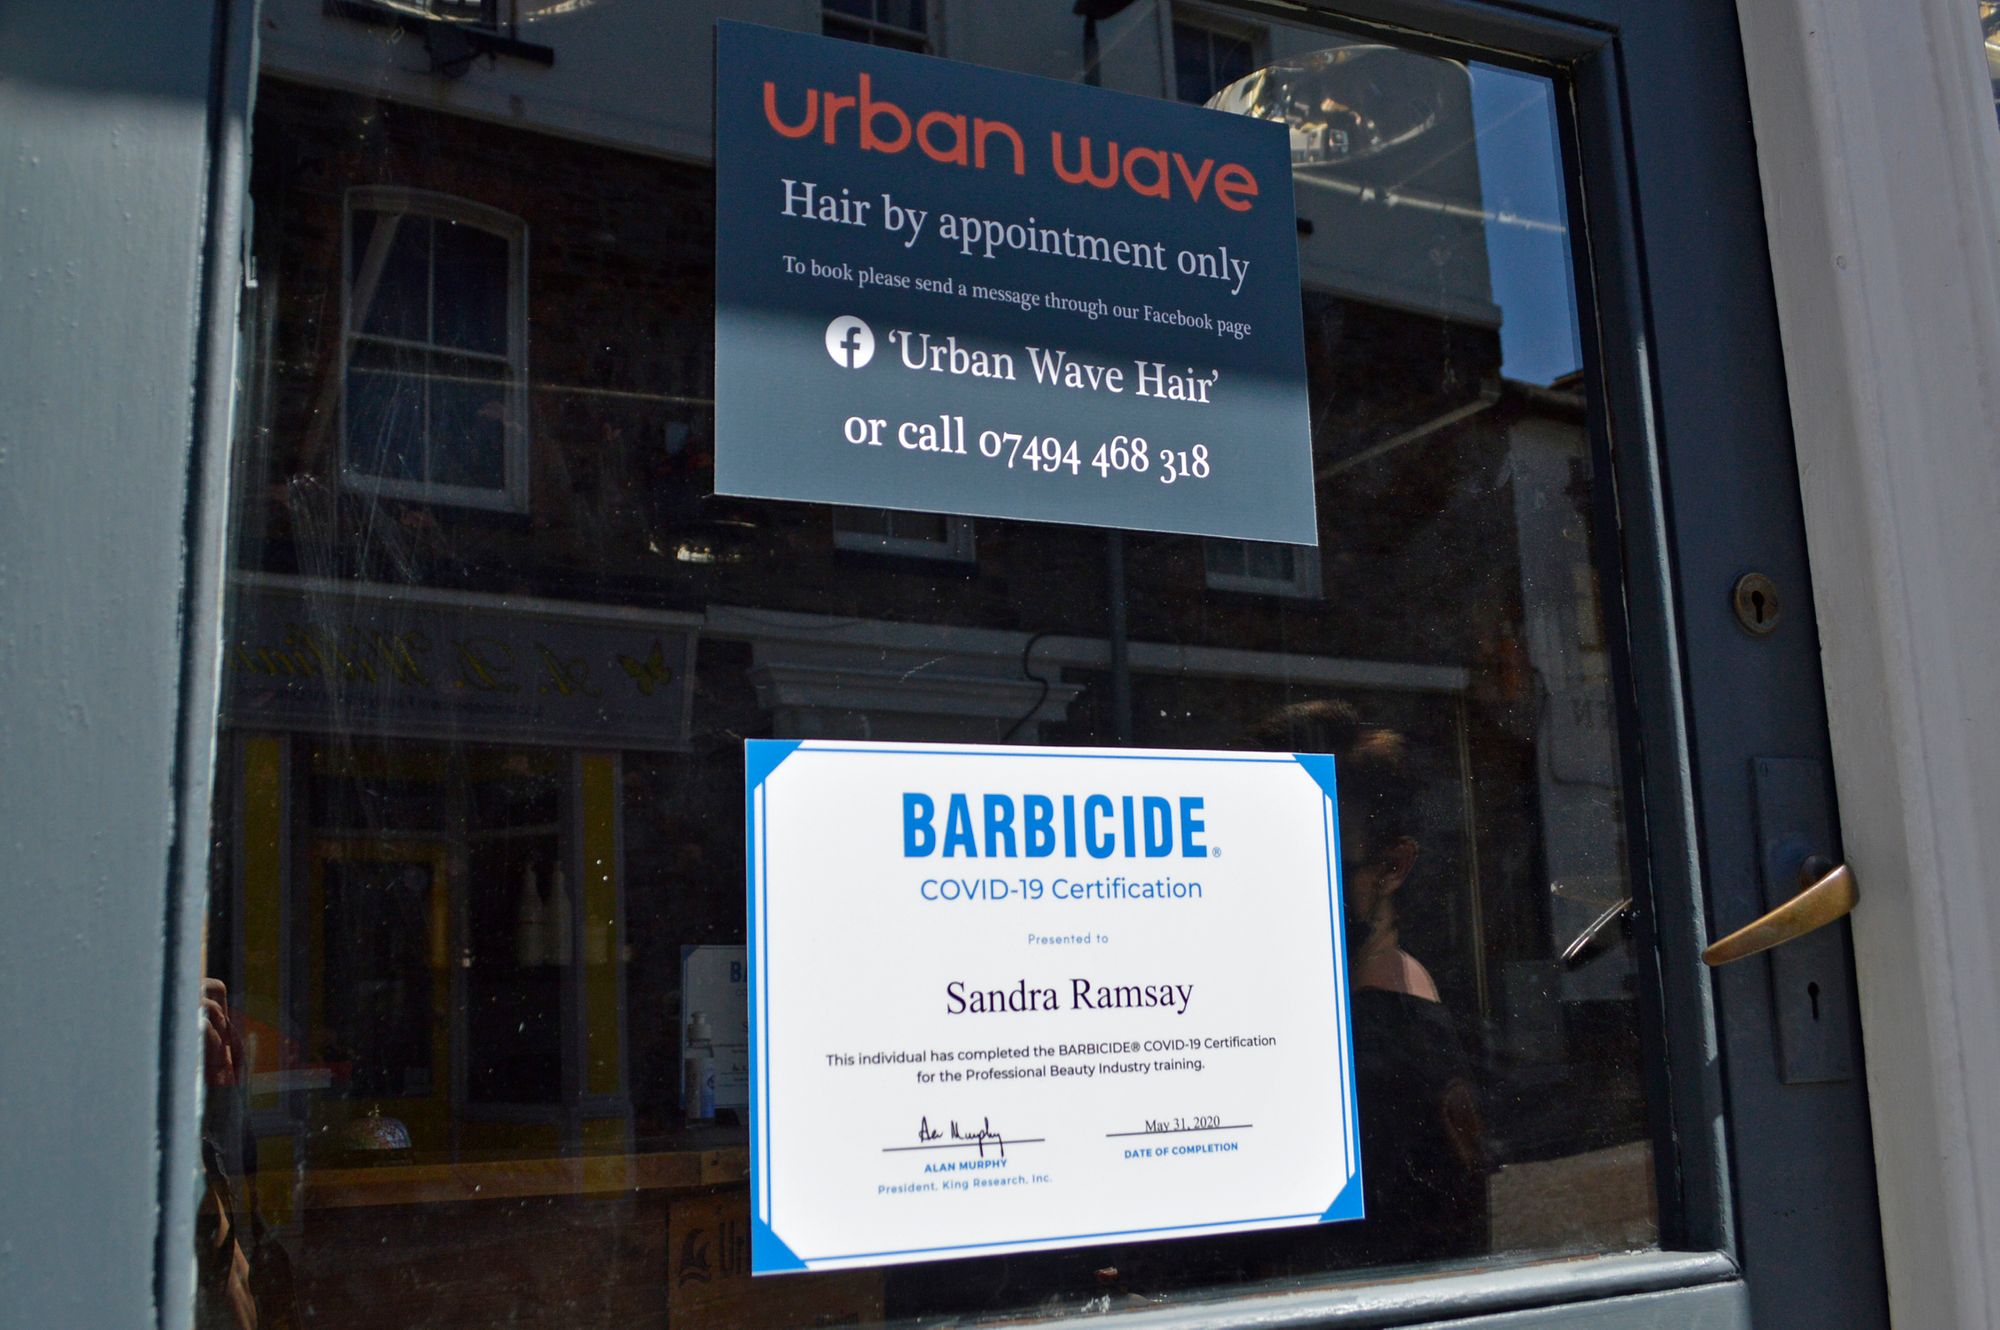 urban wave
Hair by appointment only
To book please send a message through our Facebook page
'Urban Wave Hair'
or call 07494 468 318
A. D. 
BARBICIDE®
COVID-19 Certification
Presented to
Sandra Ramsay
This individual has completed the BARBICIDE® COVID-19 Certification
for the Professional Beauty Industry training.
May 31, 2020
ALAN MURPHY
DATE OF COMPLETION
President, King Research, Inc.